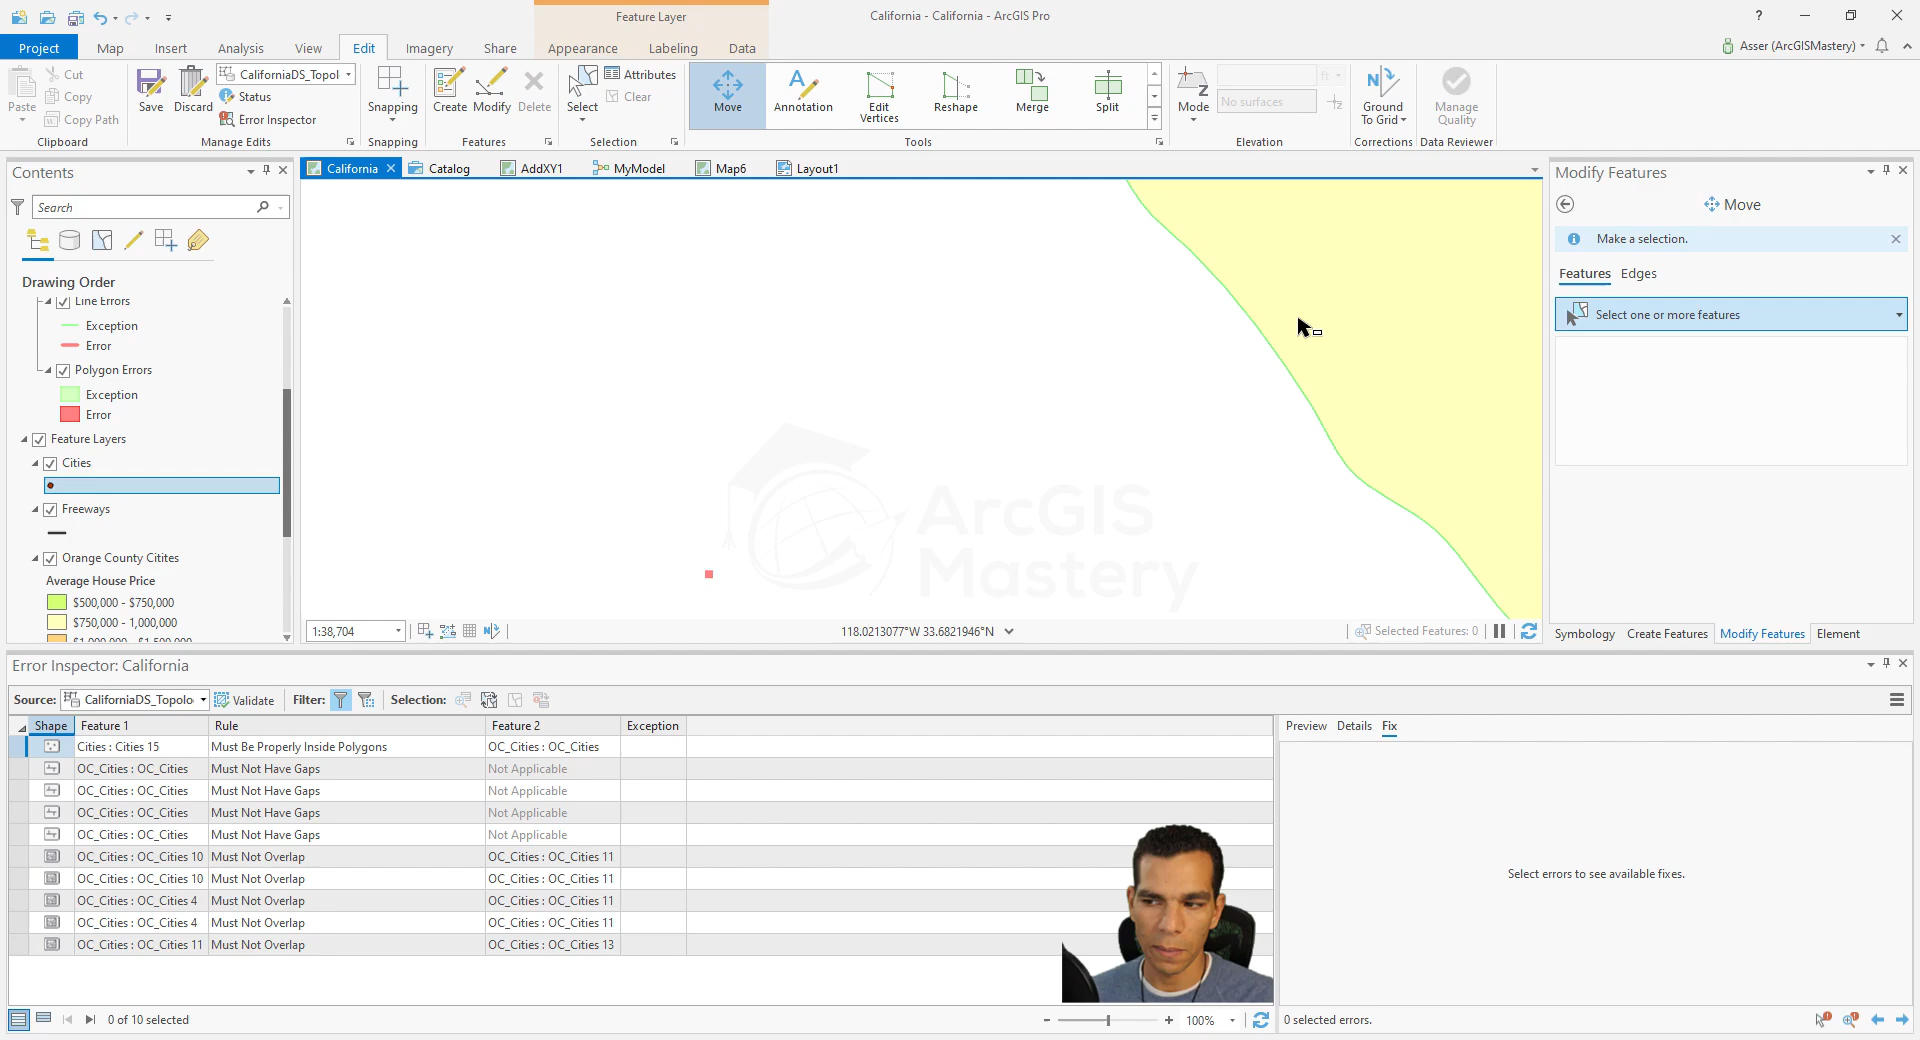 Feature Layer
California - California - ArcGIS Pro
?
Project
Map
Insert
Analysis
View
Edit
Imagery
Share
Appearance
Labeling
Data
Asser (ArcGISMastery)
Paste
Cut
Copy
Copy Path
Clipboard
Save
Discard
CaliforniaDS_Topol
Status
Error Inspector
Manage Edits
Snapping
Snapping
Create
Modify
Delete
Features
Select
Attributes
Clear
Selection
Move
Annotation
Edit
Vertices
Reshape
Merge
Split
Tools
Mode
ft
No surfaces
Elevation
Ground
To Grid
Corrections
Manage
Quality
Data Reviewer
Contents
Search
Drawing Order
Line Errors
Exception
Error
Polygon Errors
Exception
Error
Feature Layers
Cities
Freeways
Orange County Citites
Average House Price
$500,000 - $750,000
$750,000 - 1,000,000
$1,000,000 - $1,500,000
California
Catalog
AddXY1
MyModel
Map6
Layout1
ArcGIS
Mastery
1:38,704
118.0213077°W 33.6821946°N
Selected Features: 0
Modify Features
Move
Make a selection.
Features Edges
Select one or more features
Symbology Create Features Modify Features Element
Error Inspector: California
Source: CaliforniaDS_Topolo Validate Filter: Selection:
Shape Feature 1 Rule Feature 2 Exception
Cities : Cities 15 Must Be Properly Inside Polygons OC_Cities : OC_Cities
OC_Cities : OC_Cities Must Not Have Gaps Not Applicable
OC_Cities : OC_Cities Must Not Have Gaps Not Applicable
OC_Cities : OC_Cities Must Not Have Gaps Not Applicable
OC_Cities : OC_Cities Must Not Have Gaps Not Applicable
OC_Cities : OC_Cities 10 Must Not Overlap OC_Cities : OC_Cities 11
OC_Cities : OC_Cities 10 Must Not Overlap OC_Cities : OC_Cities 11
OC_Cities : OC_Cities 4 Must Not Overlap OC_Cities : OC_Cities 11
OC_Cities : OC_Cities 4 Must Not Overlap OC_Cities : OC_Cities 11
OC_Cities : OC_Cities 11 Must Not Overlap OC_Cities : OC_Cities 13
0 of 10 selected
100%
Preview Details Fix
Select errors to see available fixes.
0 selected errors.